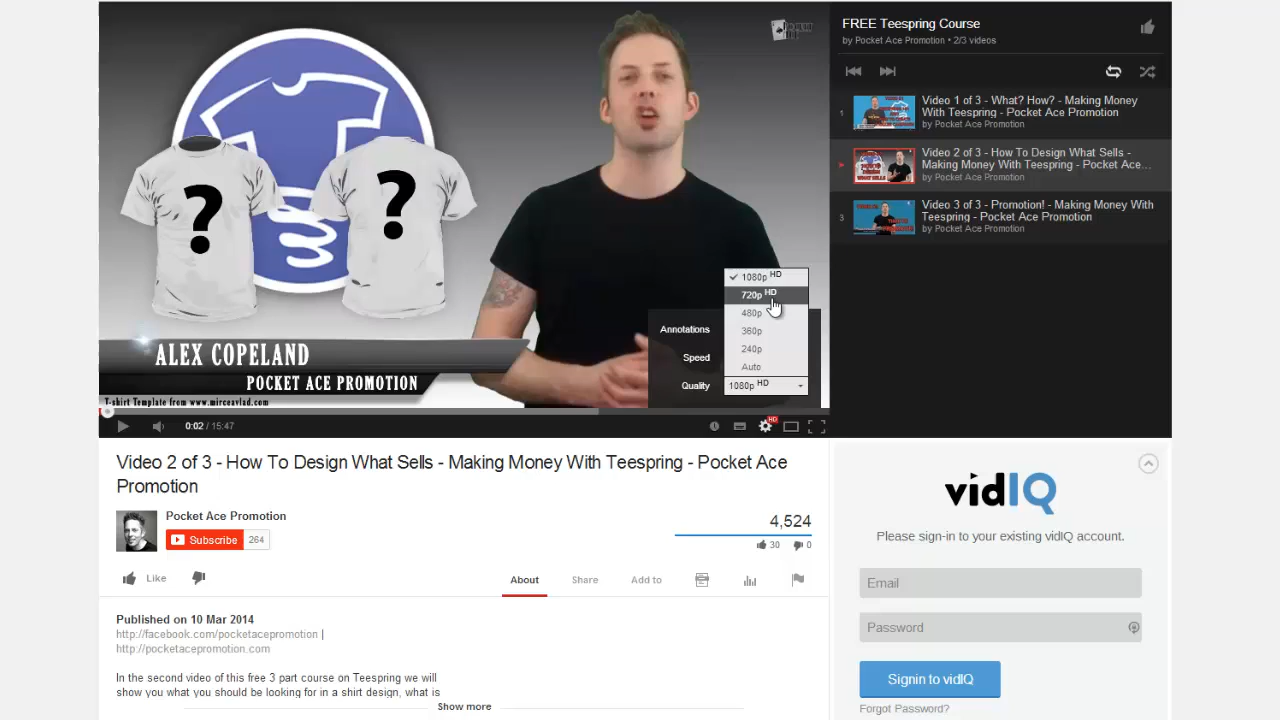 ? ?
ALEX COPELAND
POCKET ACE PROMOTION
T-shirt Template from www.mirceavlad.com
Annotations
Speed
Quality
1080p HD
720p HD
480p
360p
240p
Auto
1080p HD
0:02 / 15:47
HD
FREE Teespring Course
by Pocket Ace Promotion • 2/3 videos
1
Video 1 of 3 - What? How? - Making Money
With Teespring - Pocket Ace Promotion
by Pocket Ace Promotion
Video 2 of 3 - How To Design What Sells -
Making Money With Teespring - Pocket Ace...
by Pocket Ace Promotion
3
Video 3 of 3 - Promotion! - Making Money With
Teespring - Pocket Ace Promotion
by Pocket Ace Promotion
Video 2 of 3 - How To Design What Sells - Making Money With Teespring - Pocket Ace
Promotion
Pocket Ace Promotion
Subscribe 264
4,524
30 0
Like
About Share Add to
Published on 10 Mar 2014
http://facebook.com/pocketacepromotion |
http://pocketacepromotion.com
In the second video of this free 3 part course on Teespring we will
show you what you should be looking for in a shirt design, what is
Show more
vidIQ
Please sign-in to your existing vidIQ account.
Email
Password
Signin to vidIQ
Forgot Password?